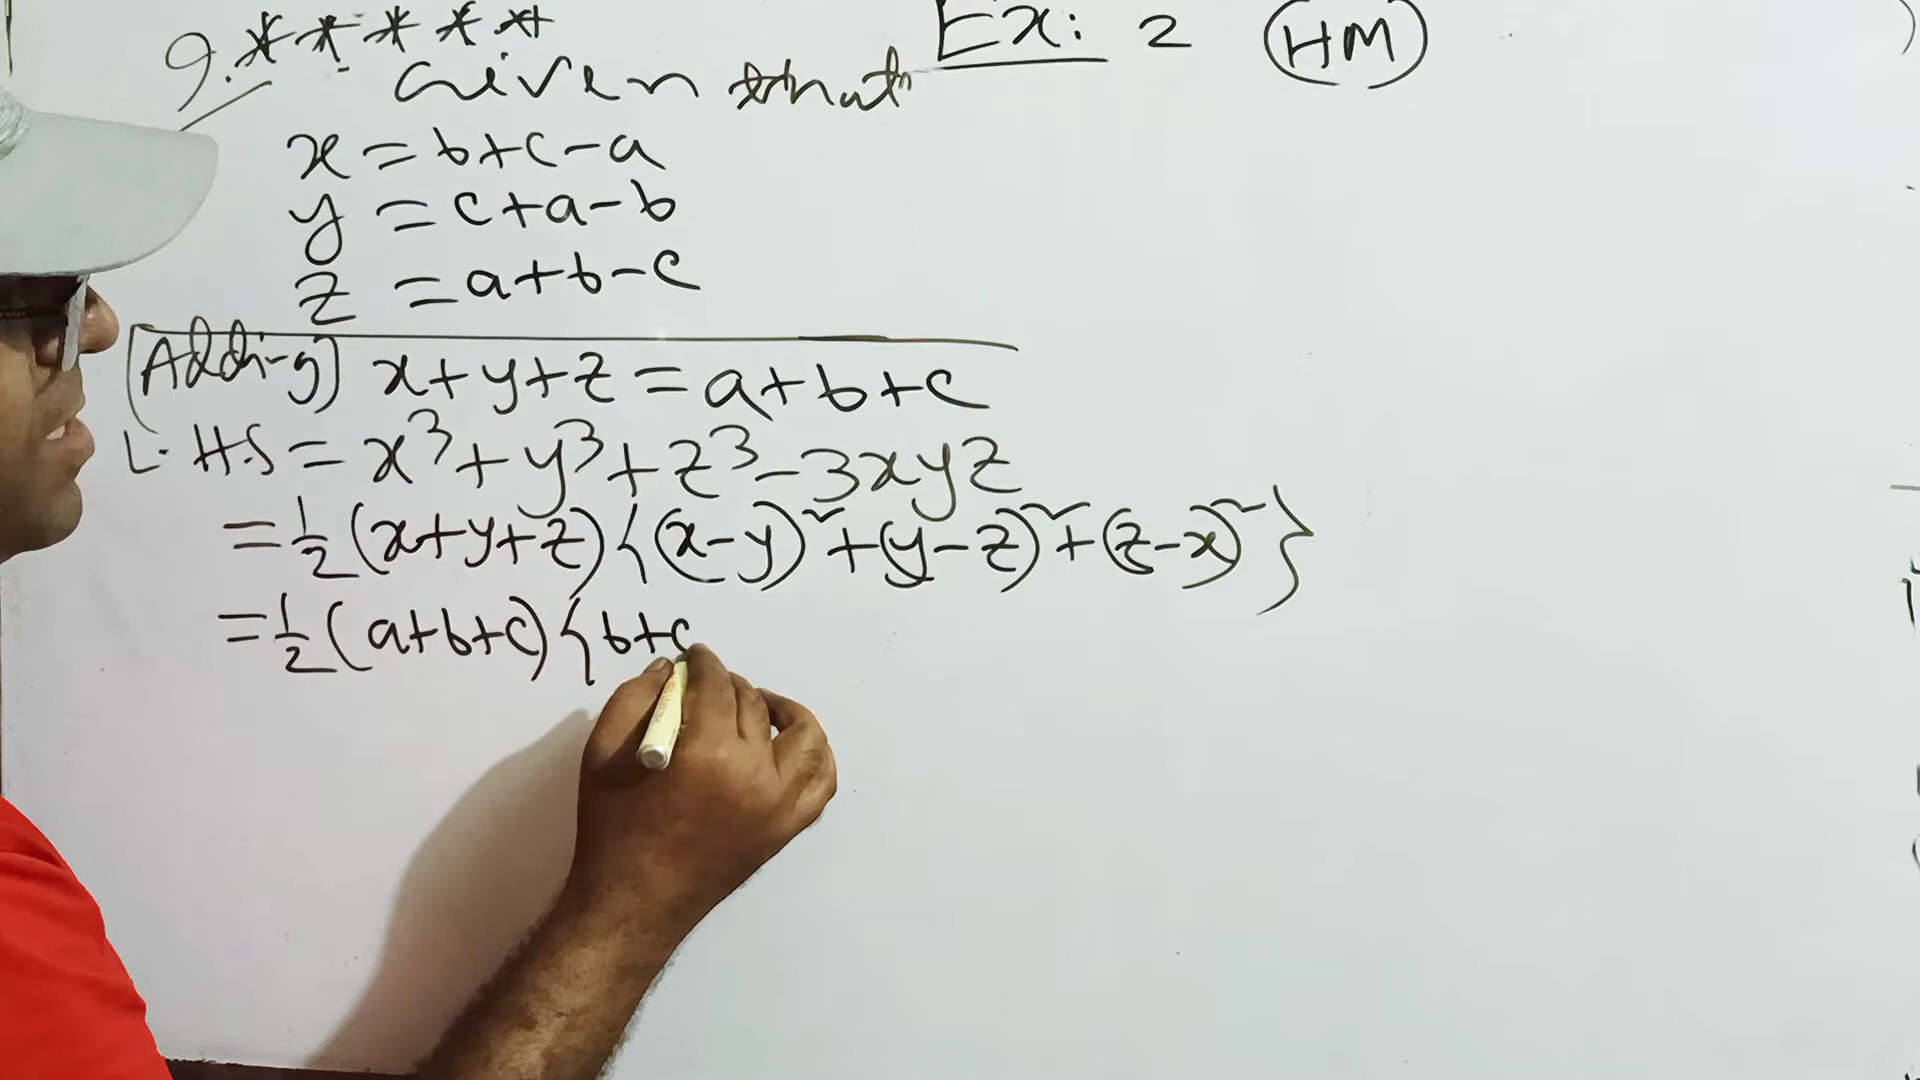 Ex: 2 HM
9. * * * * *
Given that
x = b+c-a
y = c+a-b
z = a+b-c
[Adding] x+y+z = a+b+c
L.H.S = x³+y³+z³-3xyz
= ½(x+y+z){(x-y)²+(y-z)²+(z-x)²}
= ½(a+b+c){b+c